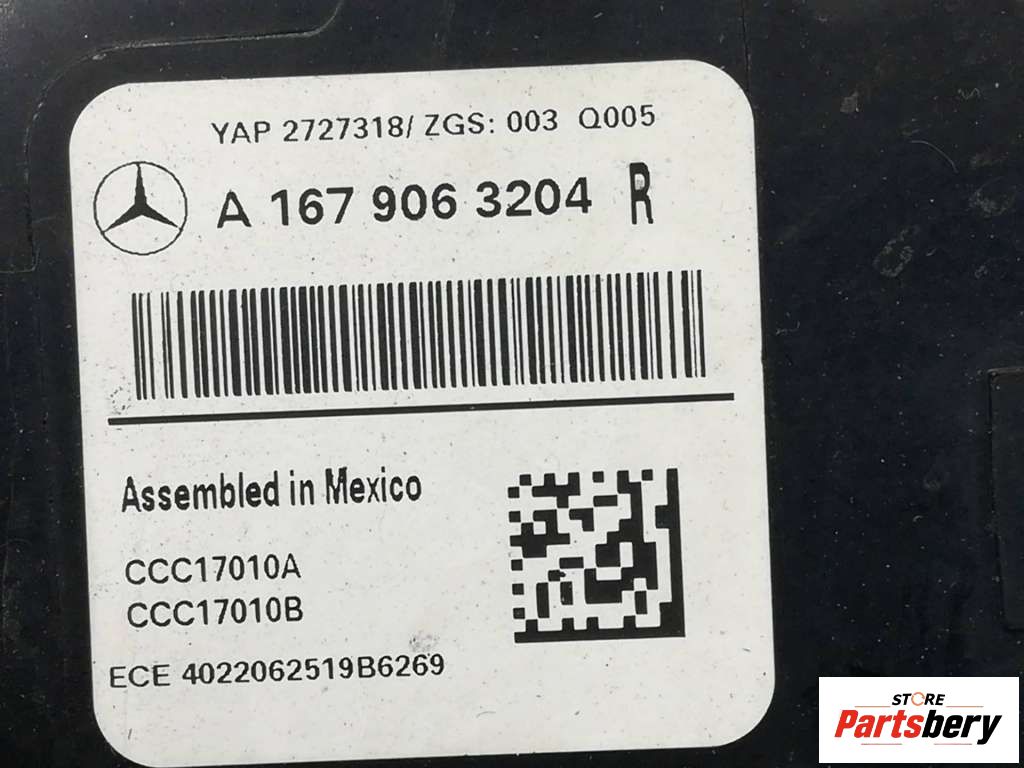 YAP 2727318/ ZGS: 003 Q005
A 167 906 3204 R
Assembled in Mexico
CCC17010A
CCC17010B
ECE 4022062519B6269
STORE
Partsbery